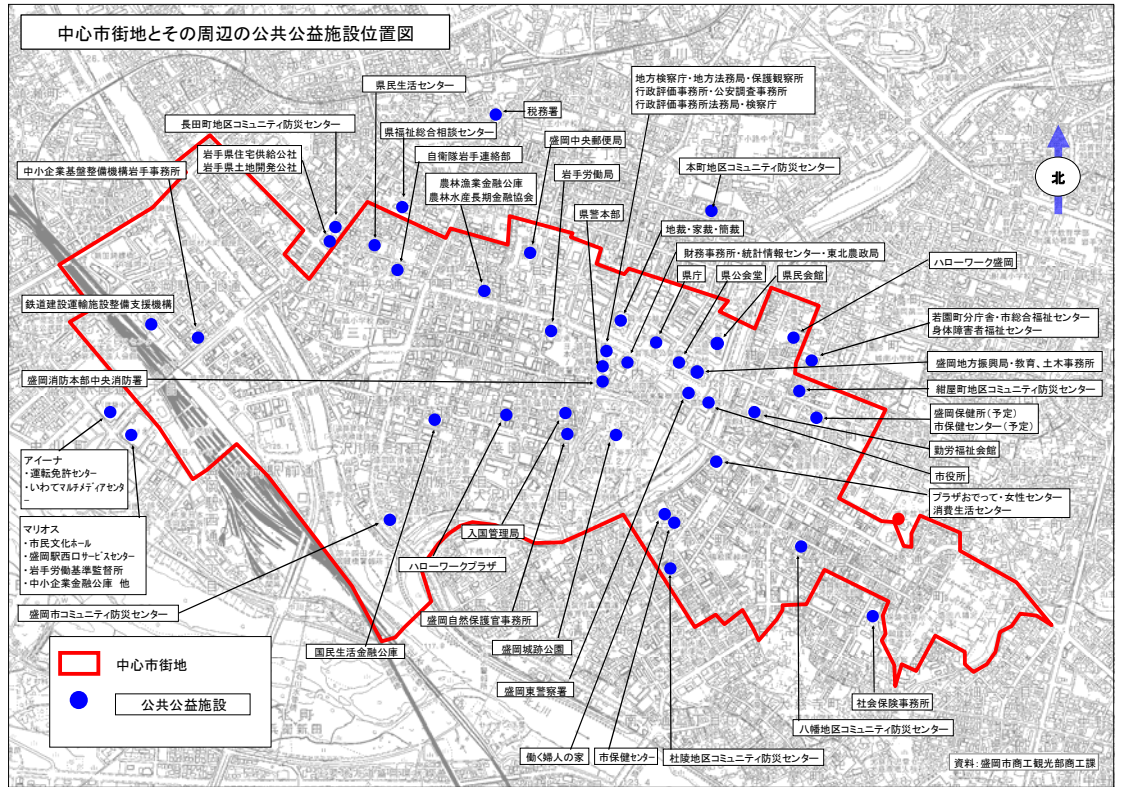 中心市街地とその周辺の公共公益施設位置図
地方検察庁・地方法務局・保護観察所
行政評価事務所・公安調査事務所
行政評価事務所法務局・検察庁
県民生活センター
税務署
長田町地区コミュニティ防災センター
県福祉総合相談センター
盛岡中央郵便局
岩手県住宅供給公社
岩手県土地開発公社
自衛隊岩手連絡部
中小企業基盤整備機構岩手事務所
岩手労働局
本町地区コミュニティ防災センター
北
農林漁業金融公庫
農林水産長期金融協会
県警本部
地裁・家裁・簡裁
財務事務所・統計情報センター・東北農政局
県庁
県公会堂
県民会館
ハローワーク盛岡
鉄道建設運輸施設整備支援機構
若園町分庁舎・市総合福祉センター
身体障害者福祉センター
盛岡地方振興局・教育、土木事務所
盛岡消防本部中央消防署
紺屋町地区コミュニティ防災センター
盛岡保健所(予定)
市保健センター(予定)
勤労福祉会館
市役所
アイーナ
・運転免許センター
・いわてマルチメディアセンタ
ー
プラザおでって・女性センター
消費生活センター
マリオス
・市民文化ホール
・盛岡駅西口サービスセンター
・岩手労働基準監督所
・中小企業金融公庫 他
入国管理局
ハローワークプラザ
盛岡市コミュニティ防災センター
盛岡自然保護官事務所
国民生活金融公庫
盛岡城跡公園
中心市街地
公共公益施設
盛岡東警察署
社会保険事務所
八幡地区コミュニティ防災センター
働く婦人の家
市保健センター
杜陵地区コミュニティ防災センター
資料:盛岡市商工観光部商工課